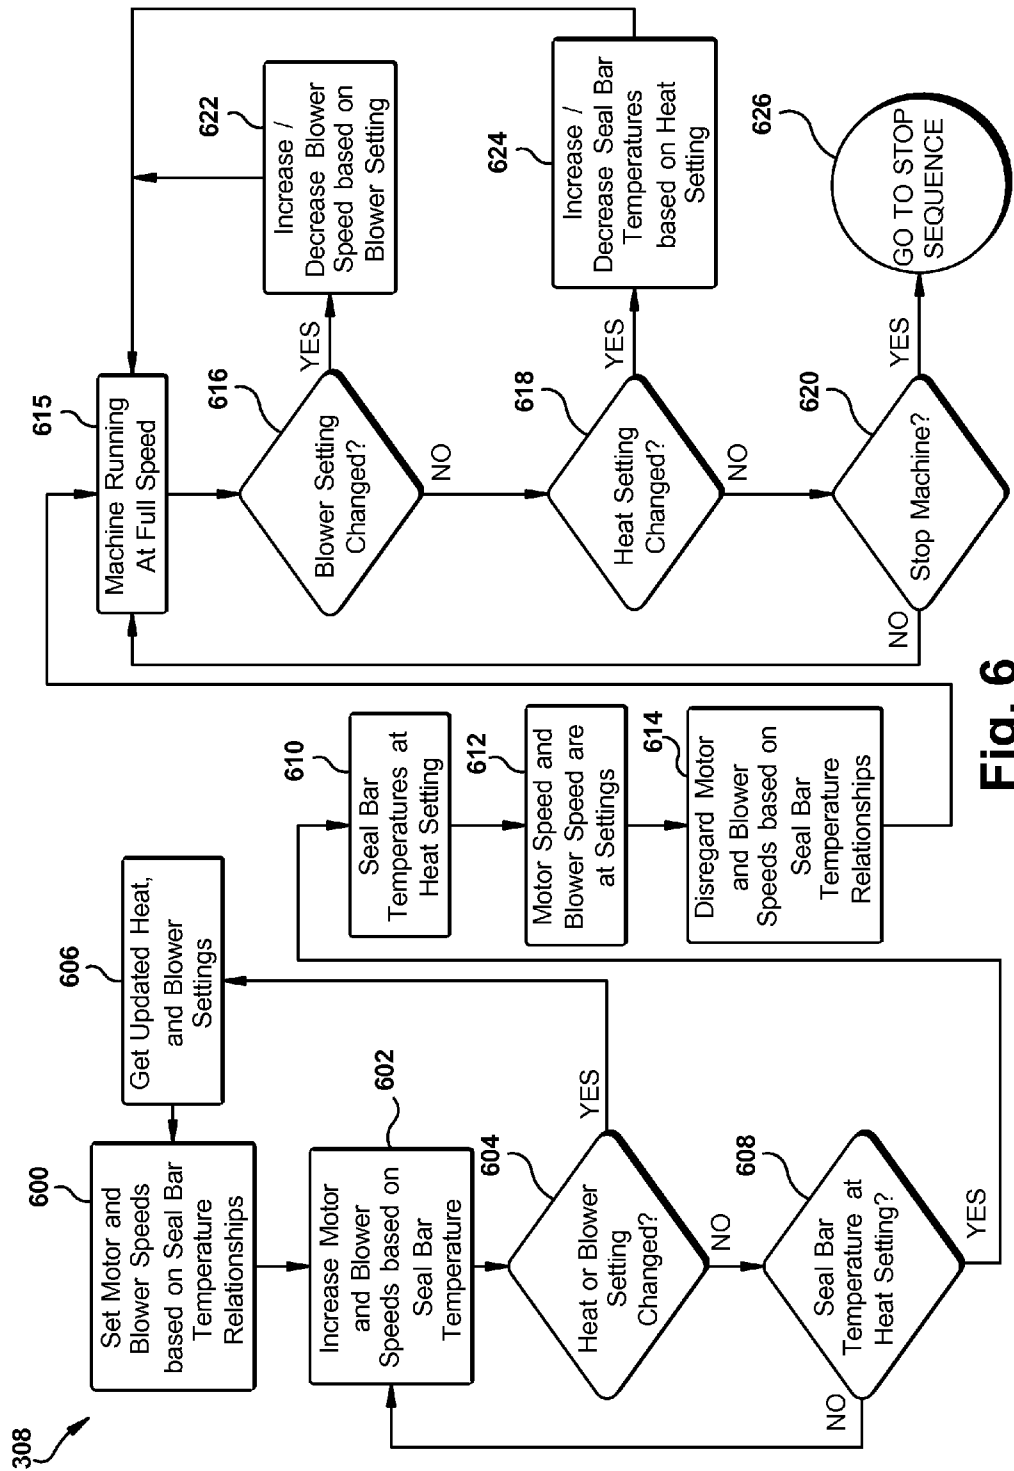 308
600
Set Motor and
Blower Speeds
based on Seal Bar
Temperature
Relationships
606
Get Updated Heat,
and Blower
Settings
602
Increase Motor
and Blower
Speeds based on
Seal Bar
Temperature
604
Heat or Blower
Setting
Changed?
YES
NO
608
Seal Bar
Temperature at
Heat Setting?
NO
YES
610
Seal Bar
Temperatures at
Heat Setting
612
Motor Speed and
Blower Speed are
at Settings
614
Disregard Motor
and Blower
Speeds based on
Seal Bar
Temperature
Relationships
615
Machine Running
At Full Speed
616
Blower Setting
Changed?
YES
NO
622
Increase /
Decrease Blower
Speed based on
Blower Setting
618
Heat Setting
Changed?
YES
NO
624
Increase /
Decrease Seal Bar
Temperatures
based on Heat
Setting
620
Stop Machine?
NO
YES
626
GO TO STOP
SEQUENCE
Fig. 6